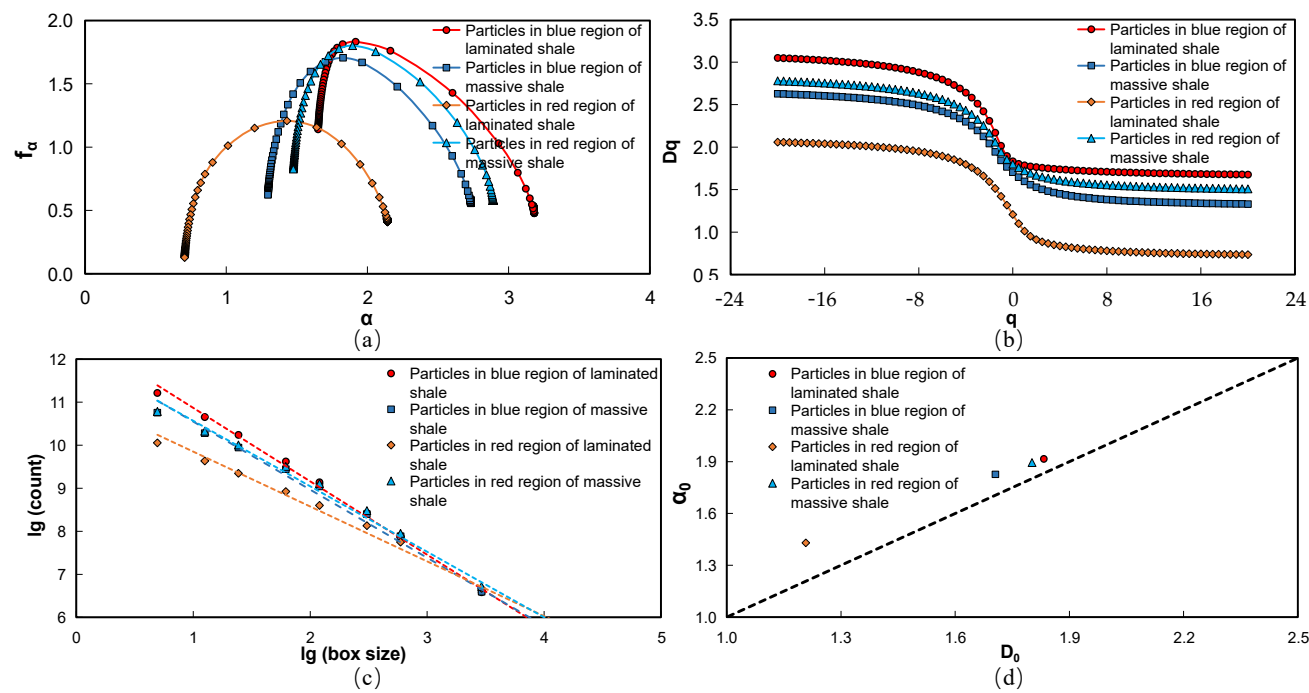 2.0
1.5
1.0
0.5
0.0
fα
0
1
2
3
4
α
Particles in blue region of
laminated shale
Particles in blue region of
massive shale
Particles in red region of
laminated shale
Particles in red region of
massive shale
(a)
3.5
3.0
2.5
2.0
1.5
1.0
0.5
Dq
-24
-16
-8
0
8
16
24
q
Particles in blue region of
laminated shale
Particles in blue region of
massive shale
Particles in red region of
laminated shale
Particles in red region of
massive shale
(b)
12
11
10
9
8
7
6
lg (count)
0
1
2
3
4
5
lg (box size)
Particles in blue region of laminated
shale
Particles in blue region of massive
shale
Particles in red region of laminated
shale
Particles in red region of massive
shale
(c)
2.5
2.2
1.9
1.6
1.3
1.0
α0
1.0
1.3
1.6
1.9
2.2
2.5
D0
Particles in blue region of
laminated shale
Particles in blue region of
massive shale
Particles in red region of
laminated shale
Particles in red region of
massive shale
(d)